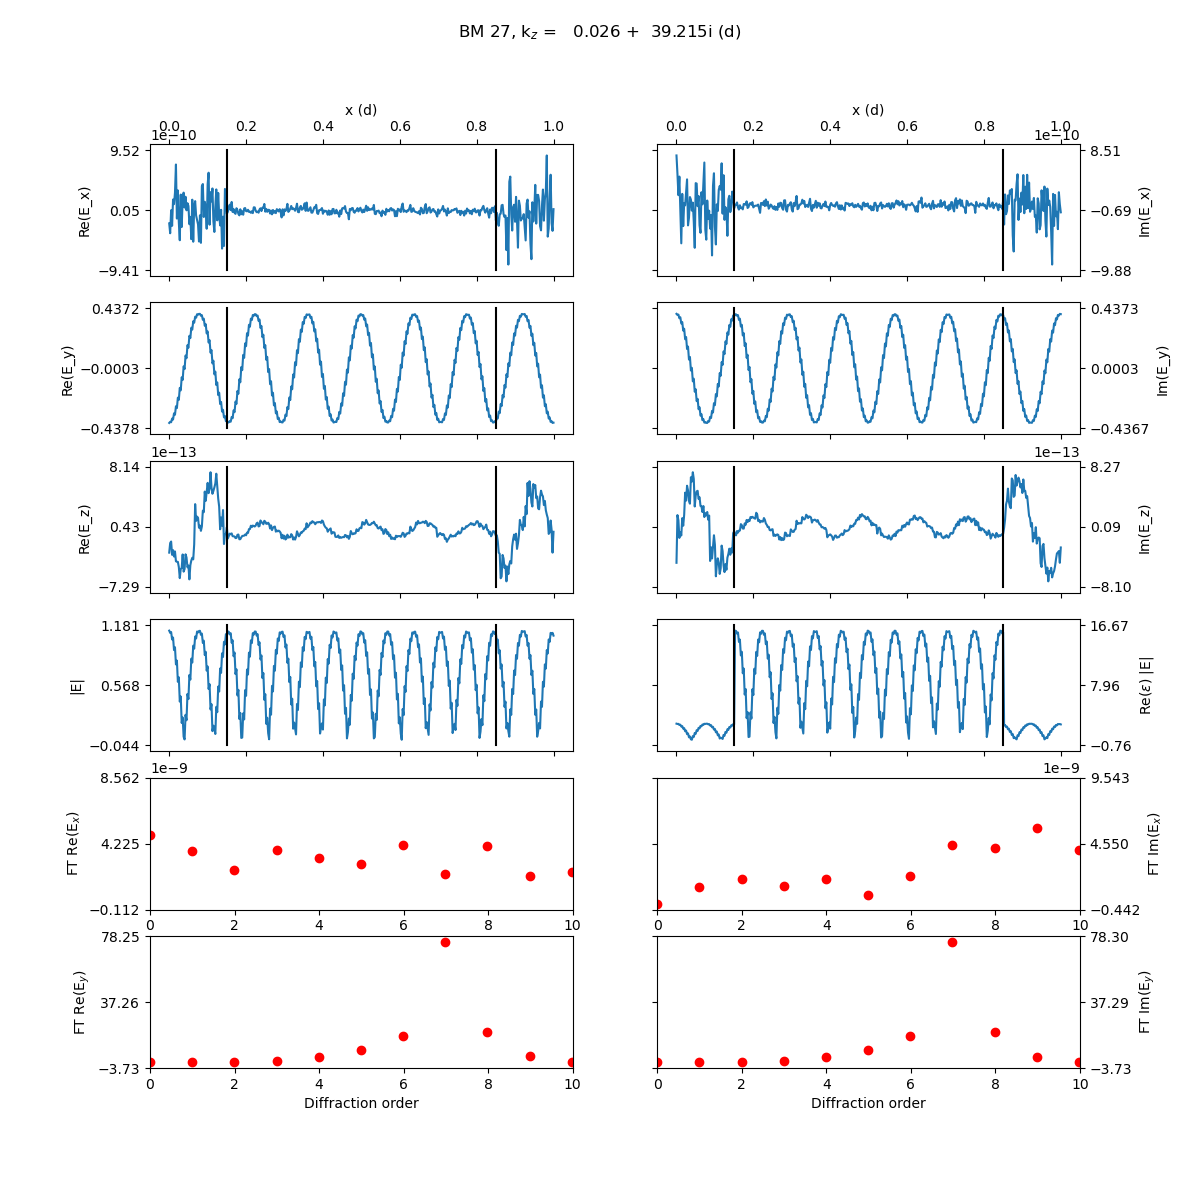 BM 27, k_z = 0.026 + 39.215i (d)
x (d) x (d)
0.0 0.2 0.4 0.6 0.8 1.0 0.0 0.2 0.4 0.6 0.8 1.0
1e−10 1e−10
9.52 8.51
Re(E_x) 0.05 −0.69 Im(E_x)
−9.41 −9.88
0.4372 0.4373
Re(E_y) −0.0003 0.0003 Im(E_y)
−0.4378 −0.4367
1e−13 1e−13
8.14 8.27
Re(E_z) 0.43 0.09 Im(E_z)
−7.29 −8.10
1.181 16.67
|E| 0.568 7.96 Re(ε) |E|
−0.044 −0.76
1e−9 1e−9
8.562 9.543
FT Re(E_x) 4.225 4.550 FT Im(E_x)
−0.112 −0.442
0 2 4 6 8 10 0 2 4 6 8 10
78.25 78.30
FT Re(E_y) 37.26 37.29 FT Im(E_y)
−3.73 −3.73
0 2 4 6 8 10 0 2 4 6 8 10
Diffraction order Diffraction order